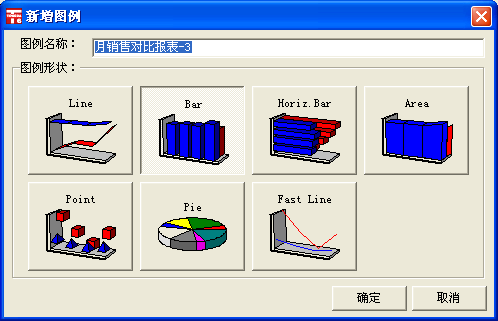 新增图例
图例名称：
月销售对比报表-3
图例形状：
Line
Bar
Horiz.Bar
Area
Point
Pie
Fast Line
确定
取消